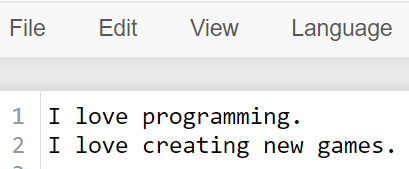 File Edit View Language
1 I love programming.
2 I love creating new games.